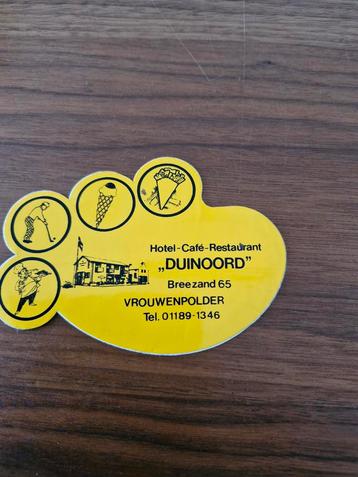 Hotel-Café-Restaurant
„DUINOORD”
Breezand 65
VROUWENPOLDER
Tel. 01189-1346